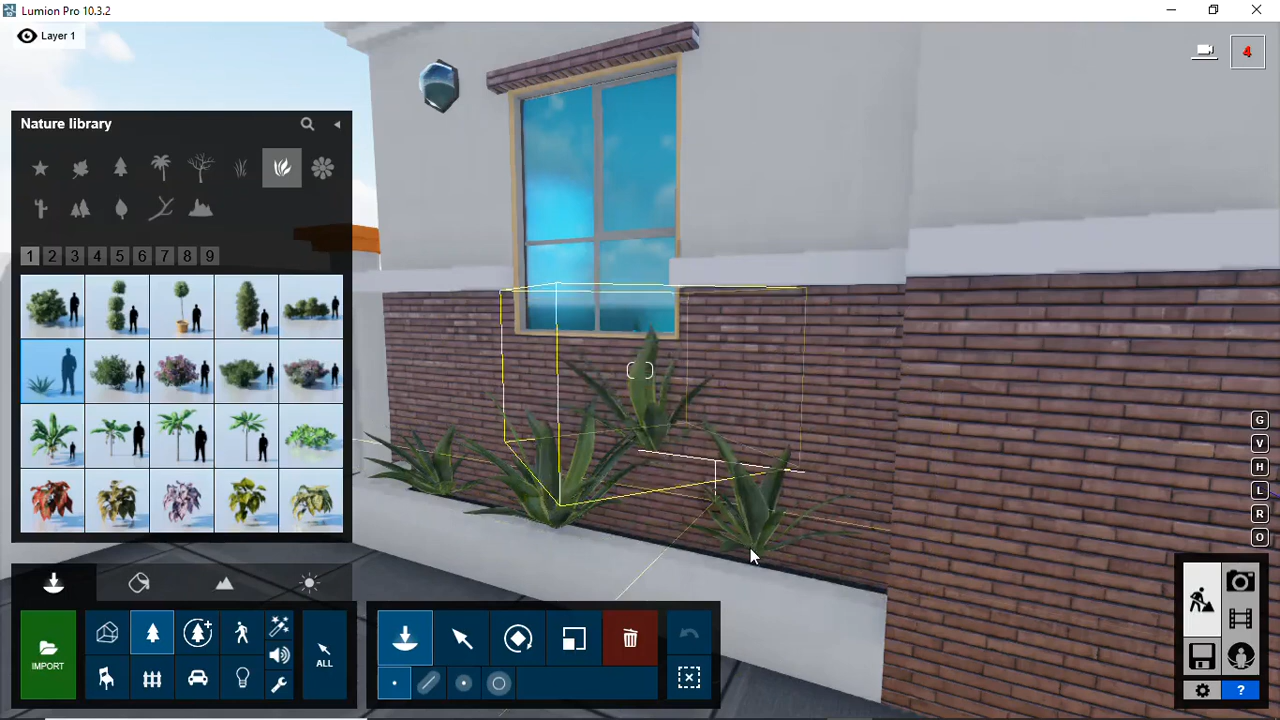 Lumion Pro 10.3.2
Layer 1
4
Nature library
1 2 3 4 5 6 7 8 9
G
V
H
L
R
O
IMPORT
ALL
?